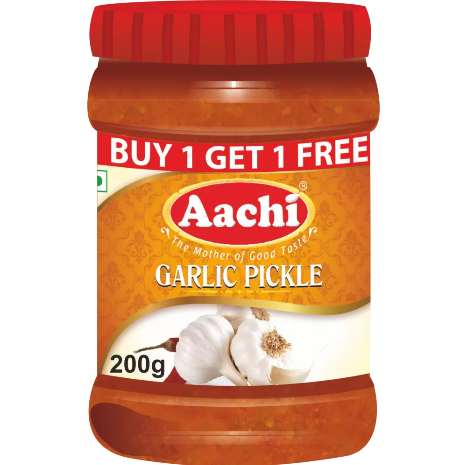 BUY 1 GET 1 FREE
Aachi®
The Mother of Good Taste
GARLIC PICKLE
200g